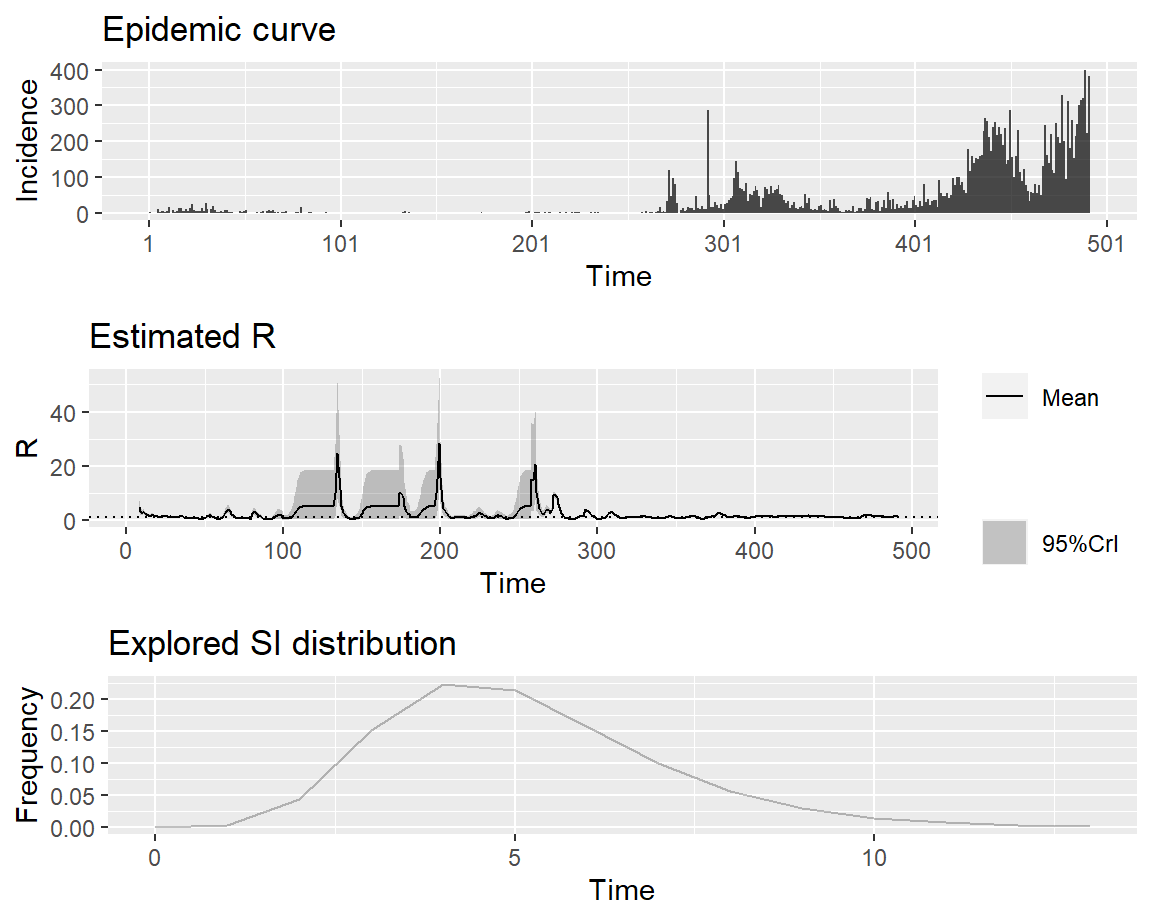 Epidemic curve
400
300
200
100
0
Incidence
1 101 201 301 401 501
Time
Estimated R
40
20
0
R
0 100 200 300 400 500
Time
Mean
95%CrI
Explored SI distribution
0.20
0.15
0.10
0.05
0.00
Frequency
0 5 10
Time